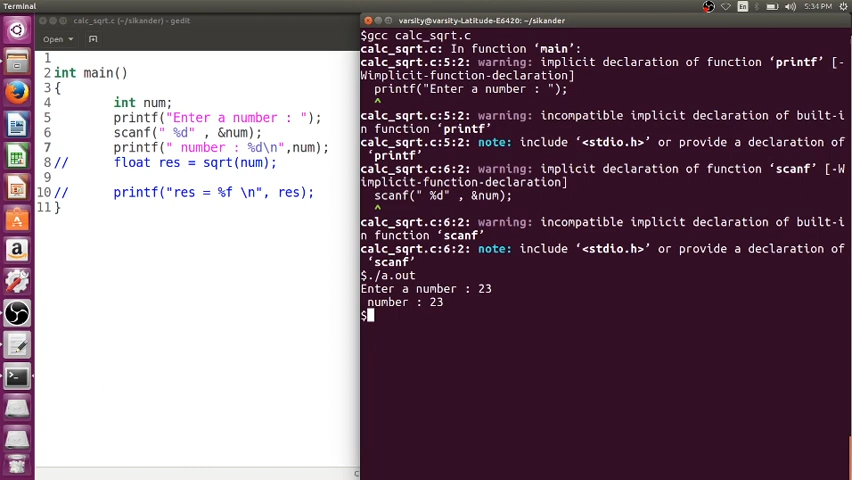 Terminal
En
5:34 PM
calc_sqrt.c (~/sikander) - gedit
Open
1
2 int main()
3 {
4 int num;
5 printf("Enter a number : ");
6 scanf(" %d" , &num);
7 printf(" number : %d\n",num);
8 // float res = sqrt(num);
9
10 // printf("res = %f \n", res);
11 }
varsity@varsity-Latitude-E6420: ~/sikander
$gcc calc_sqrt.c
calc_sqrt.c: In function ‘main’:
calc_sqrt.c:5:2: warning: implicit declaration of function ‘printf’ [-
Wimplicit-function-declaration]
printf("Enter a number : ");
^
calc_sqrt.c:5:2: warning: incompatible implicit declaration of built-i
n function ‘printf’
calc_sqrt.c:5:2: note: include ‘<stdio.h>’ or provide a declaration of
‘printf’
calc_sqrt.c:6:2: warning: implicit declaration of function ‘scanf’ [-W
implicit-function-declaration]
scanf(" %d" , &num);
^
calc_sqrt.c:6:2: warning: incompatible implicit declaration of built-i
n function ‘scanf’
calc_sqrt.c:6:2: note: include ‘<stdio.h>’ or provide a declaration of
‘scanf’
$./a.out
Enter a number : 23
number : 23
$